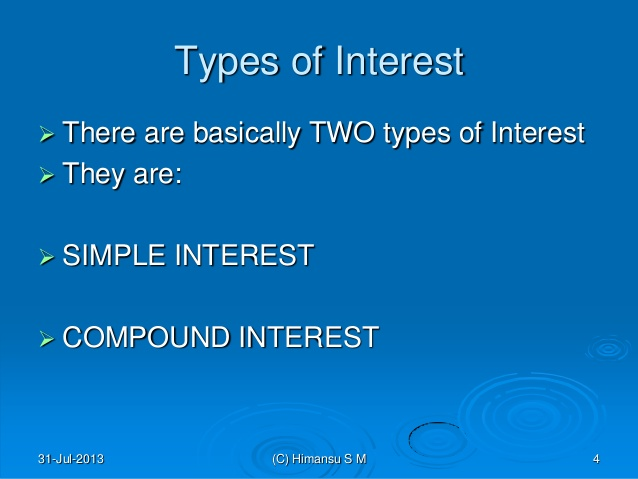 Types of Interest
There are basically TWO types of Interest
They are:
SIMPLE INTEREST
COMPOUND INTEREST
31-Jul-2013 (C) Himansu S M 4